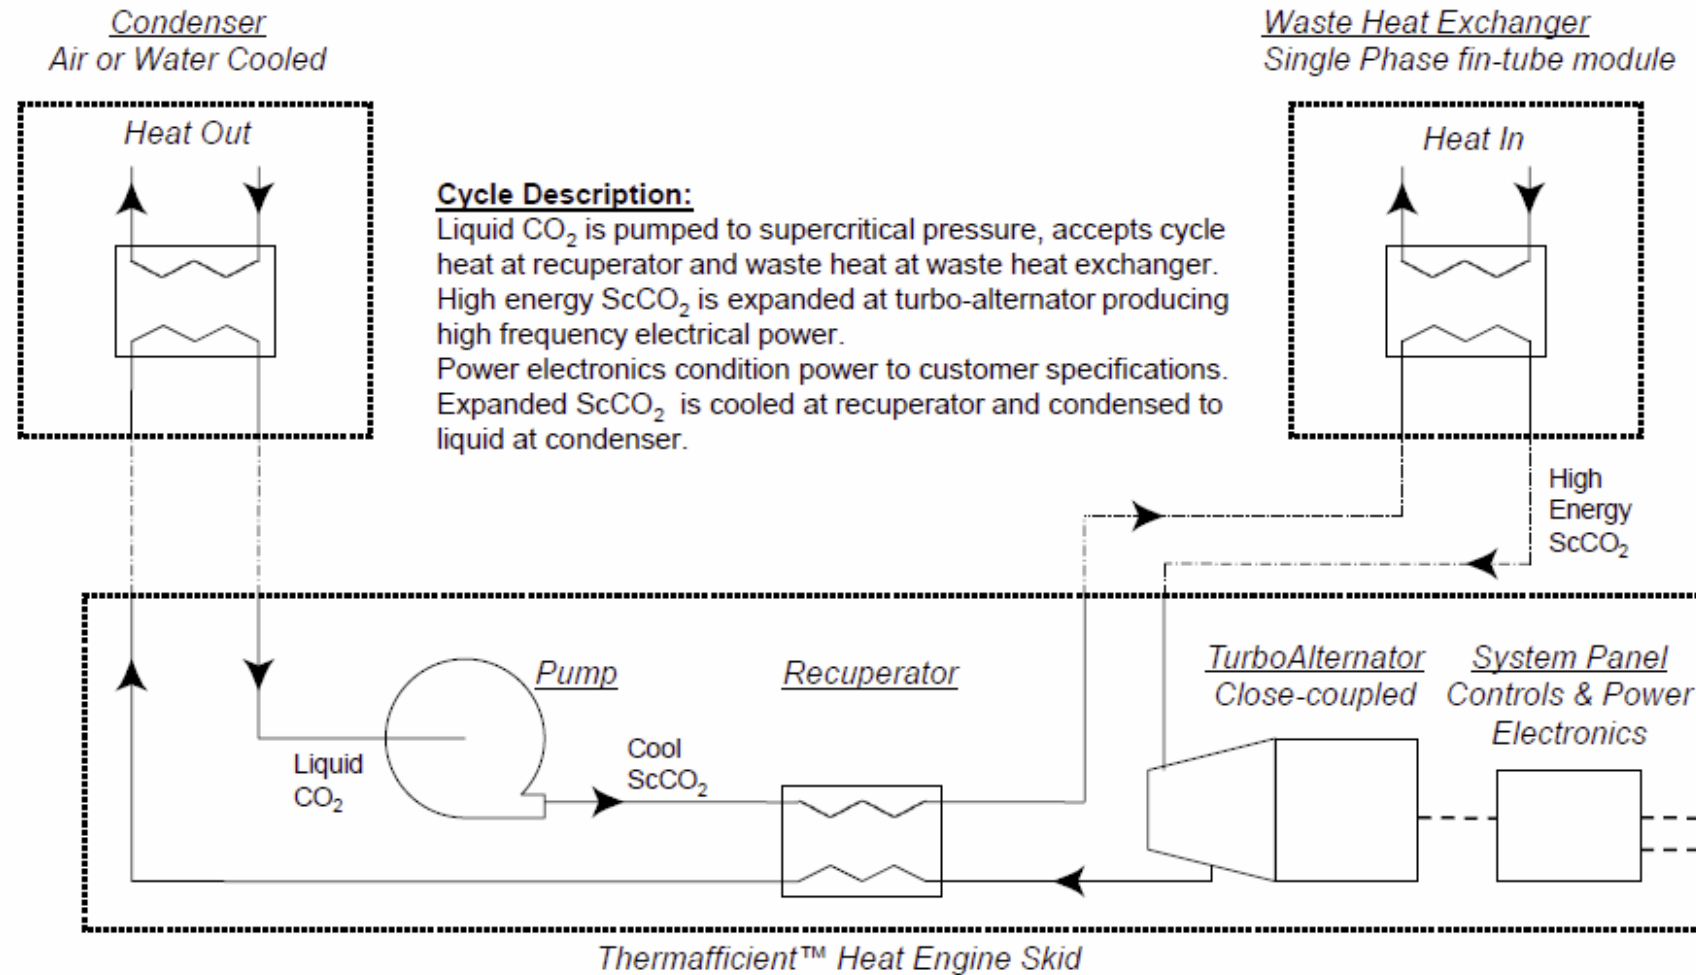 Condenser
Air or Water Cooled
Waste Heat Exchanger
Single Phase fin-tube module
Heat Out
Heat In
Cycle Description:
Liquid CO₂ is pumped to supercritical pressure, accepts cycle
heat at recuperator and waste heat at waste heat exchanger.
High energy ScCO₂ is expanded at turbo-alternator producing
high frequency electrical power.
Power electronics condition power to customer specifications.
Expanded ScCO₂ is cooled at recuperator and condensed to
liquid at condenser.
High
Energy
ScCO₂
Pump
Recuperator
TurboAlternator
Close-coupled
System Panel
Controls & Power
Electronics
Liquid
CO₂
Cool
ScCO₂
Thermafficient™ Heat Engine Skid